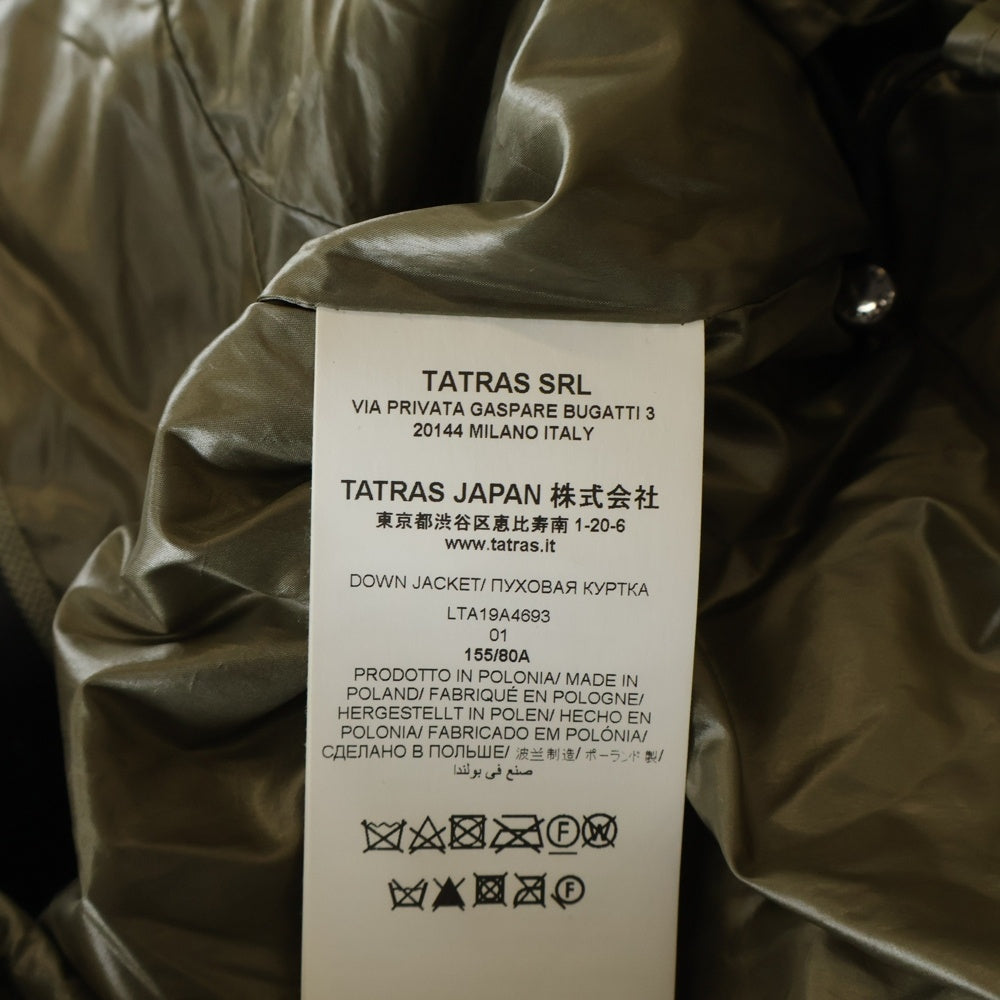 TATRAS SRL
VIA PRIVATA GASPARE BUGATTI 3
20144 MILANO ITALY
TATRAS JAPAN 株式会社
東京都渋谷区恵比寿南 1-20-6
www.tatras.it
DOWN JACKET/ ПУХОВАЯ КУРТКА
LTA19A4693
01
155/80A
PRODOTTO IN POLONIA/ MADE IN
POLAND/ FABRIQUÉ EN POLOGNE/
HERGESTELLT IN POLEN/ HECHO EN
POLONIA/ FABRICADO EM POLÓNIA/
СДЕЛАНО В ПОЛЬШЕ/ 波兰制造/ ポーランド製/
صنع في بولندا
F W
F